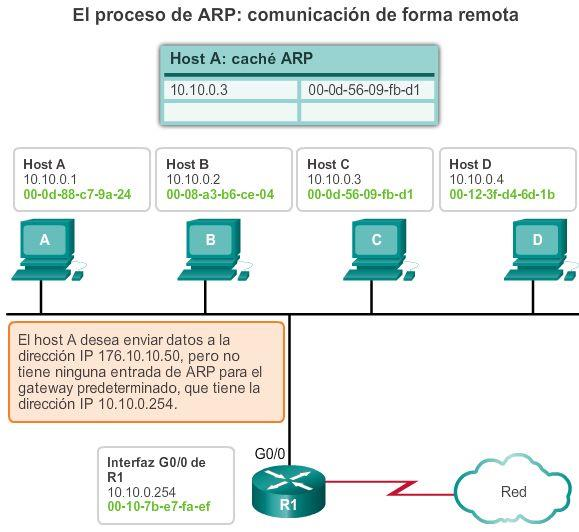 El proceso de ARP: comunicación de forma remota
Host A: caché ARP
10.10.0.3 00-0d-56-09-fb-d1
Host A
10.10.0.1
00-0d-88-c7-9a-24
Host B
10.10.0.2
00-08-a3-b6-ce-04
Host C
10.10.0.3
00-0d-56-09-fb-d1
Host D
10.10.0.4
00-12-3f-d4-6d-1b
A
B
C
D
El host A desea enviar datos a la
dirección IP 176.10.10.50, pero no
tiene ninguna entrada de ARP para el
gateway predeterminado, que tiene la
dirección IP 10.10.0.254.
G0/0
Interfaz G0/0 de
R1
10.10.0.254
00-10-7b-e7-fa-ef
R1
Red